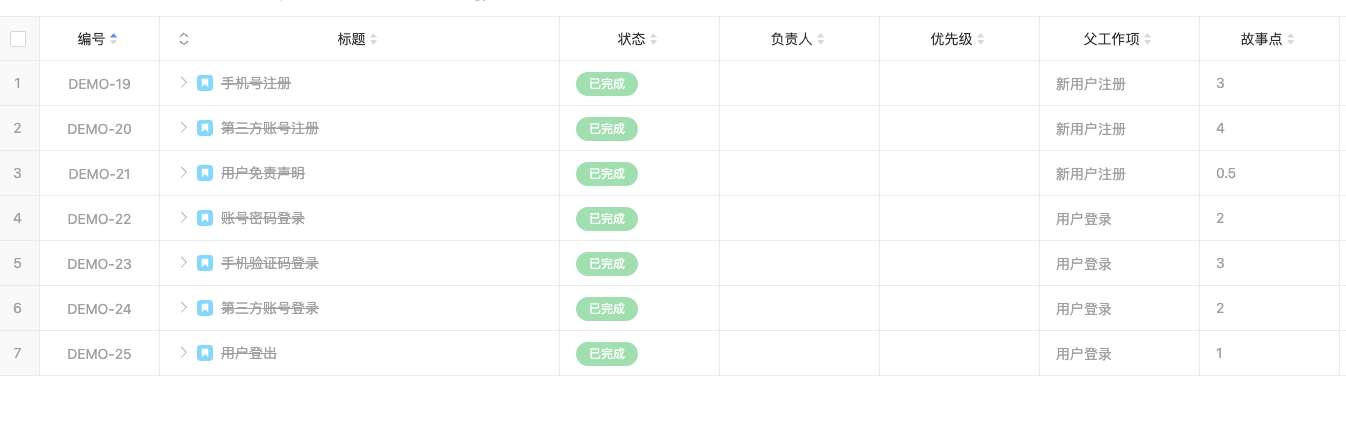 编号 标题 状态 负责人 优先级 父工作项 故事点
1 DEMO-19 手机号注册 已完成 新用户注册 3
2 DEMO-20 第三方账号注册 已完成 新用户注册 4
3 DEMO-21 用户免责声明 已完成 新用户注册 0.5
4 DEMO-22 账号密码登录 已完成 用户登录 2
5 DEMO-23 手机验证码登录 已完成 用户登录 3
6 DEMO-24 第三方账号登录 已完成 用户登录 2
7 DEMO-25 用户登出 已完成 用户登录 1